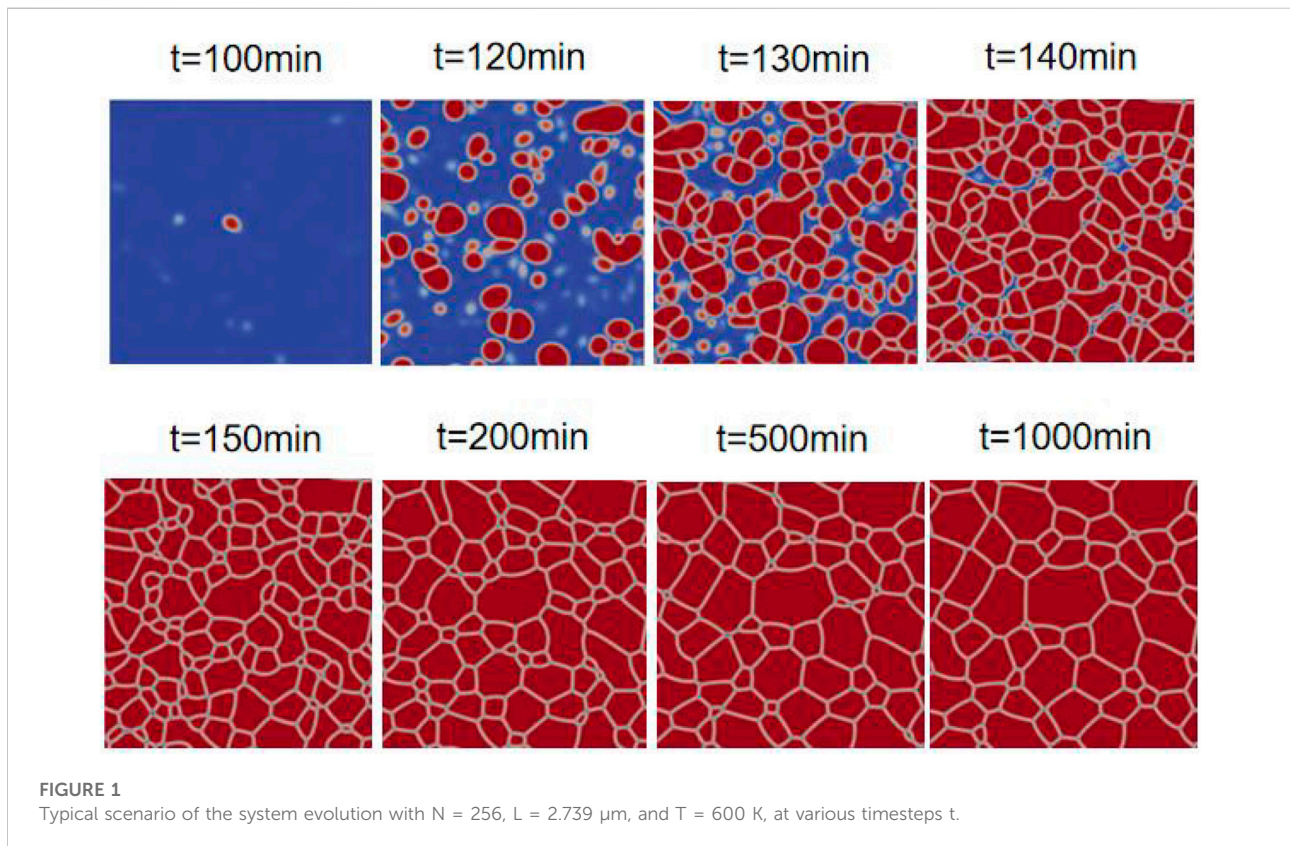 t=100min t=120min t=130min t=140min
t=150min t=200min t=500min t=1000min
FIGURE 1
Typical scenario of the system evolution with N = 256, L = 2.739 μm, and T = 600 K, at various timesteps t.